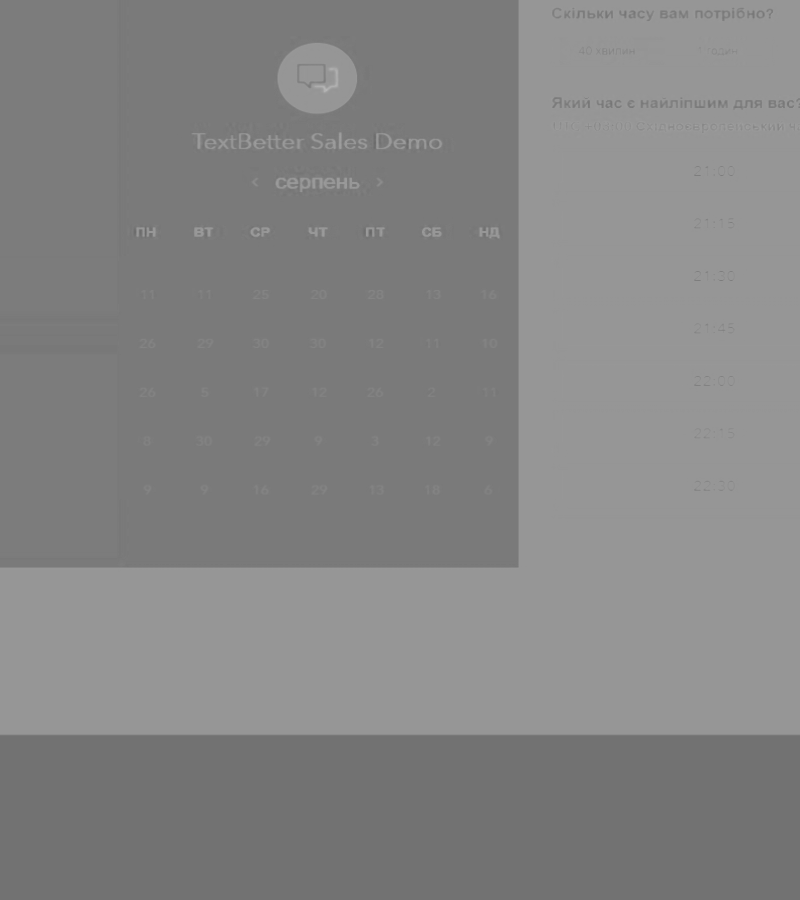 TextBetter Sales Demo
< серпень >
ПН ВТ СР ЧТ ПТ СБ НД
11 11 25 20 28 13 16
26 29 30 30 12 11 10
26 5 17 12 26 2 11
8 30 29 9 3 12 9
9 9 16 29 13 18 6
Скільки часу вам потрібно?
40 хвилин 1 годин
Який час є найліпшим для вас?
Східноєвропейський
21:00
21:15
21:30
21:45
22:00
22:15
22:30